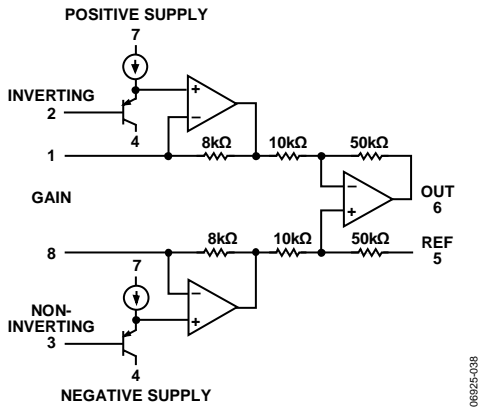 POSITIVE SUPPLY
7
INVERTING
2
4
1
8kΩ
10kΩ
50kΩ
GAIN
OUT
6
8
8kΩ
10kΩ
50kΩ
REF
5
7
NON-
INVERTING
3
4
NEGATIVE SUPPLY
+
−
−
+
−
+
06925-038